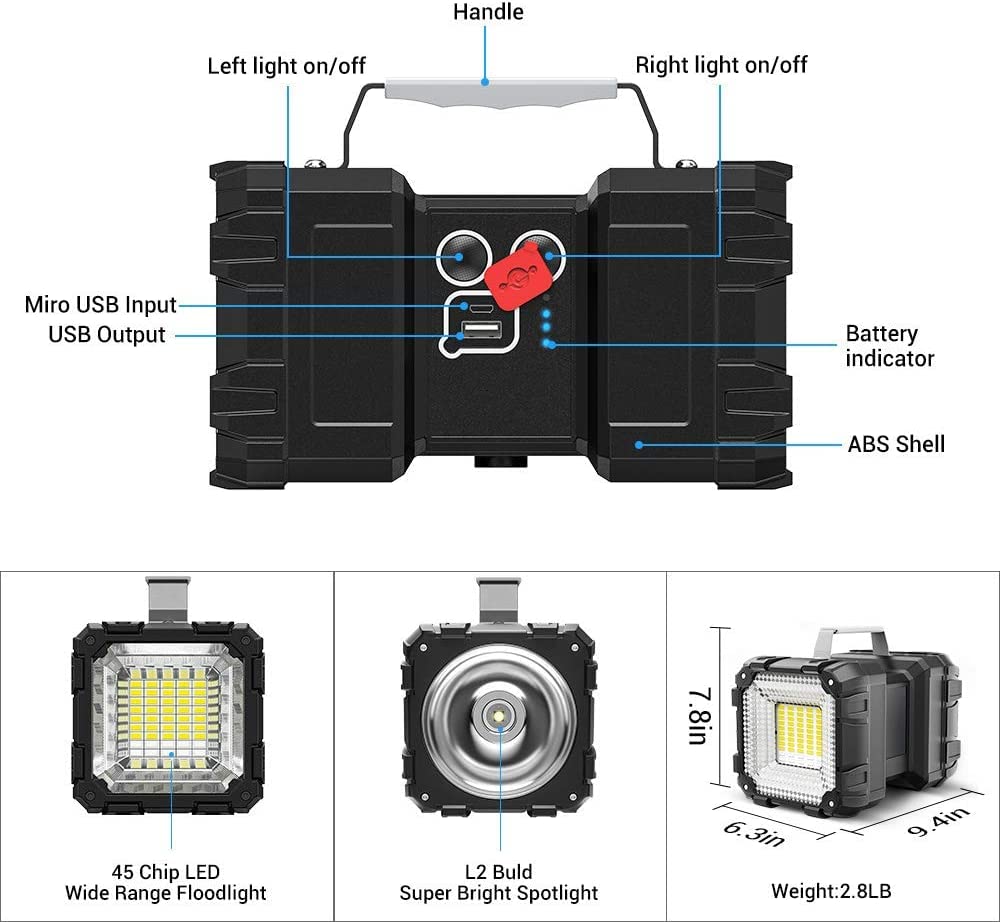 Handle
Left light on/off
Right light on/off
Miro USB Input
USB Output
Battery
indicator
ABS Shell
45 Chip LED
Wide Range Floodlight
L2 Buld
Super Bright Spotlight
7.8in
6.3in
9.4in
Weight:2.8LB